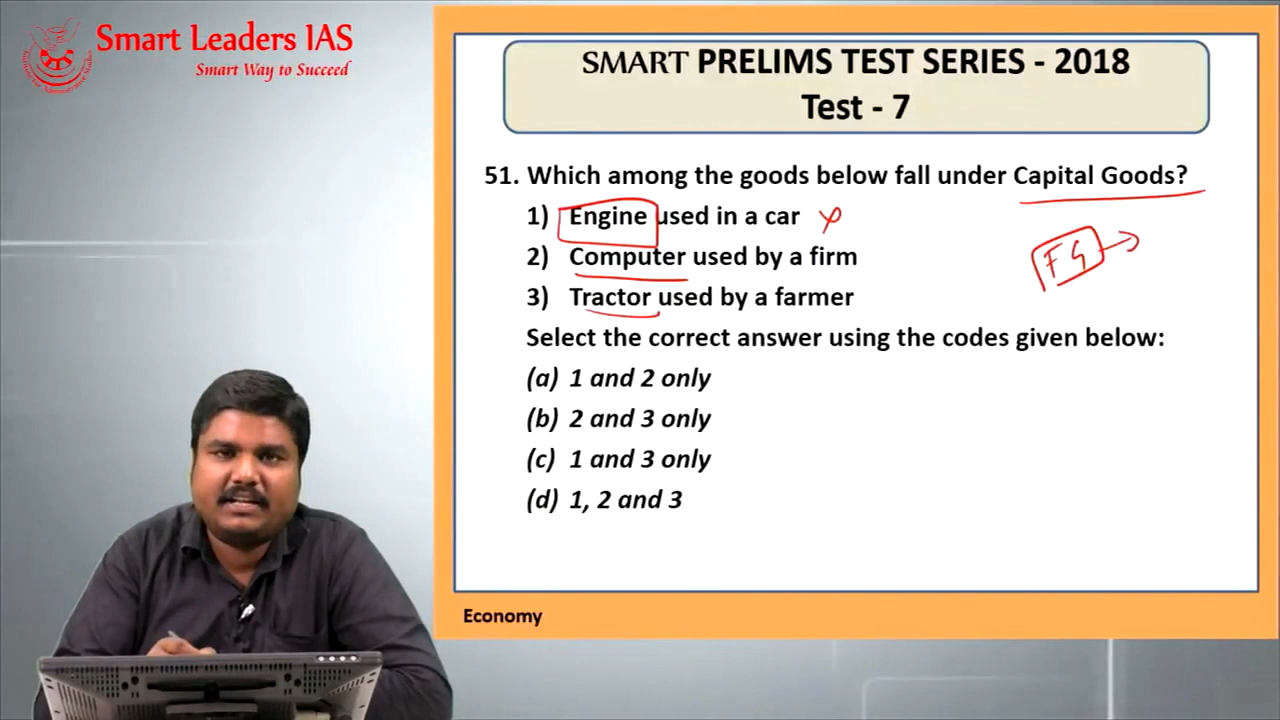 Smart Leaders IAS
Smart Way to Succeed
SMART PRELIMS TEST SERIES - 2018
Test - 7
51. Which among the goods below fall under Capital Goods?
1) Engine used in a car
2) Computer used by a firm
3) Tractor used by a farmer
FG
Select the correct answer using the codes given below:
(a) 1 and 2 only
(b) 2 and 3 only
(c) 1 and 3 only
(d) 1, 2 and 3
Economy